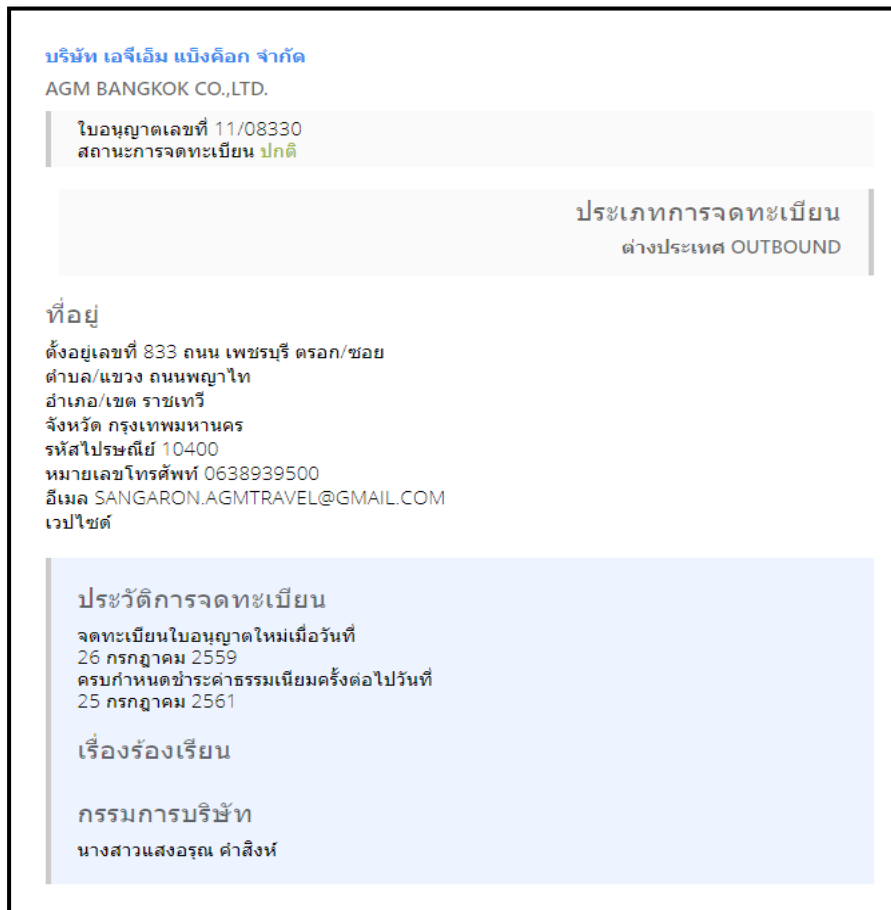 บริษัท เอจีเอ็ม แบ็งค็อก จำกัด
AGM BANGKOK CO.,LTD.
ใบอนุญาตเลขที่ 11/08330
สถานะการจดทะเบียน ปกติ
ประเภทการจดทะเบียน
ต่างประเทศ OUTBOUND
ที่อยู่
ตั้งอยู่เลขที่ 833 ถนน เพชรบุรี ตรอก/ซอย
ตำบล/แขวง ถนนพญาไท
อำเภอ/เขต ราชเทวี
จังหวัด กรุงเทพมหานคร
รหัสไปรษณีย์ 10400
หมายเลขโทรศัพท์ 0638939500
อีเมล SANGARON.AGMTRAVEL@GMAIL.COM
เวปไซต์
ประวัติการจดทะเบียน
จดทะเบียนใบอนุญาตใหม่เมื่อวันที่
26 กรกฎาคม 2559
ครบกำหนดชำระค่าธรรมเนียมครั้งต่อไปวันที่
25 กรกฎาคม 2561
เรื่องร้องเรียน
กรรมการบริษัท
นางสาวแสงอรุณ คำสิงห์